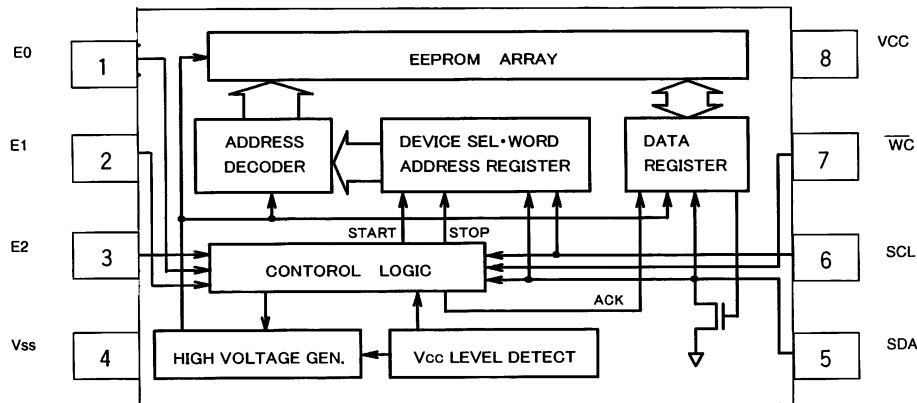 E0
1
EEPROM ARRAY
8
VCC
E1
2
ADDRESS
DECODER
DEVICE SEL·WORD
ADDRESS REGISTER
DATA
REGISTER
7
WC
E2
3
START
STOP
CONTOROL LOGIC
6
SCL
ACK
Vss
4
HIGH VOLTAGE GEN.
Vcc LEVEL DETECT
5
SDA